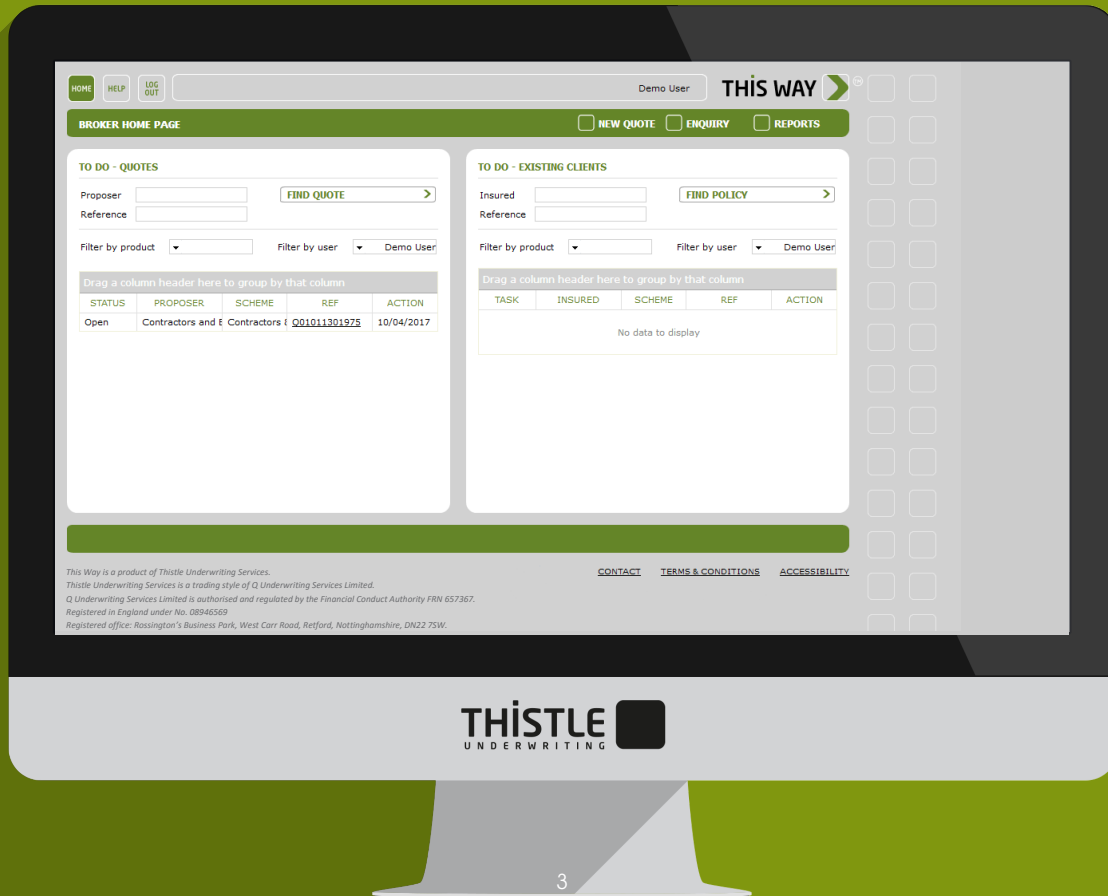 HOME HELP LOG OUT Demo User THIS WAY
BROKER HOME PAGE NEW QUOTE ENQUIRY REPORTS
TO DO - QUOTES
Proposer FIND QUOTE
Reference
Filter by product Filter by user Demo User
Drag a column header here to group by that column
STATUS PROPOSER SCHEME REF ACTION
Open Contractors and E Contractors & Q01011301975 10/04/2017
TO DO - EXISTING CLIENTS
Insured FIND POLICY
Reference
Filter by product Filter by user Demo User
Drag a column header here to group by that column
TASK INSURED SCHEME REF ACTION
No data to display
This Way is a product of Thistle Underwriting Services.
Thistle Underwriting Services is a trading style of Q Underwriting Services Limited.
Q Underwriting Services Limited is authorised and regulated by the Financial Conduct Authority FRN 657367.
Registered in England under No. 08946569
Registered office: Rossington's Business Park, West Carr Road, Retford, Nottinghamshire, DN22 7SW.
CONTACT TERMS & CONDITIONS ACCESSIBILITY
THISTLE
UNDERWRITING
3